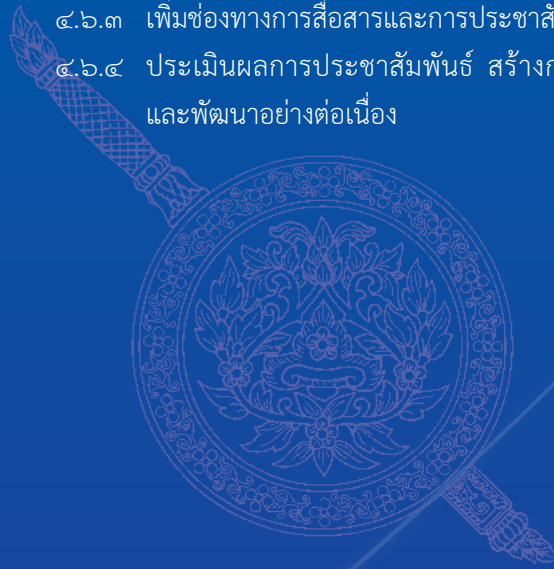 ๔.๖.๓ เพิ่มช่องทางการสื่อสารและการประชาสั
๔.๖.๔ ประเมินผลการประชาสัมพันธ์ สร้าง
และพัฒนาอย่างต่อเนื่อง